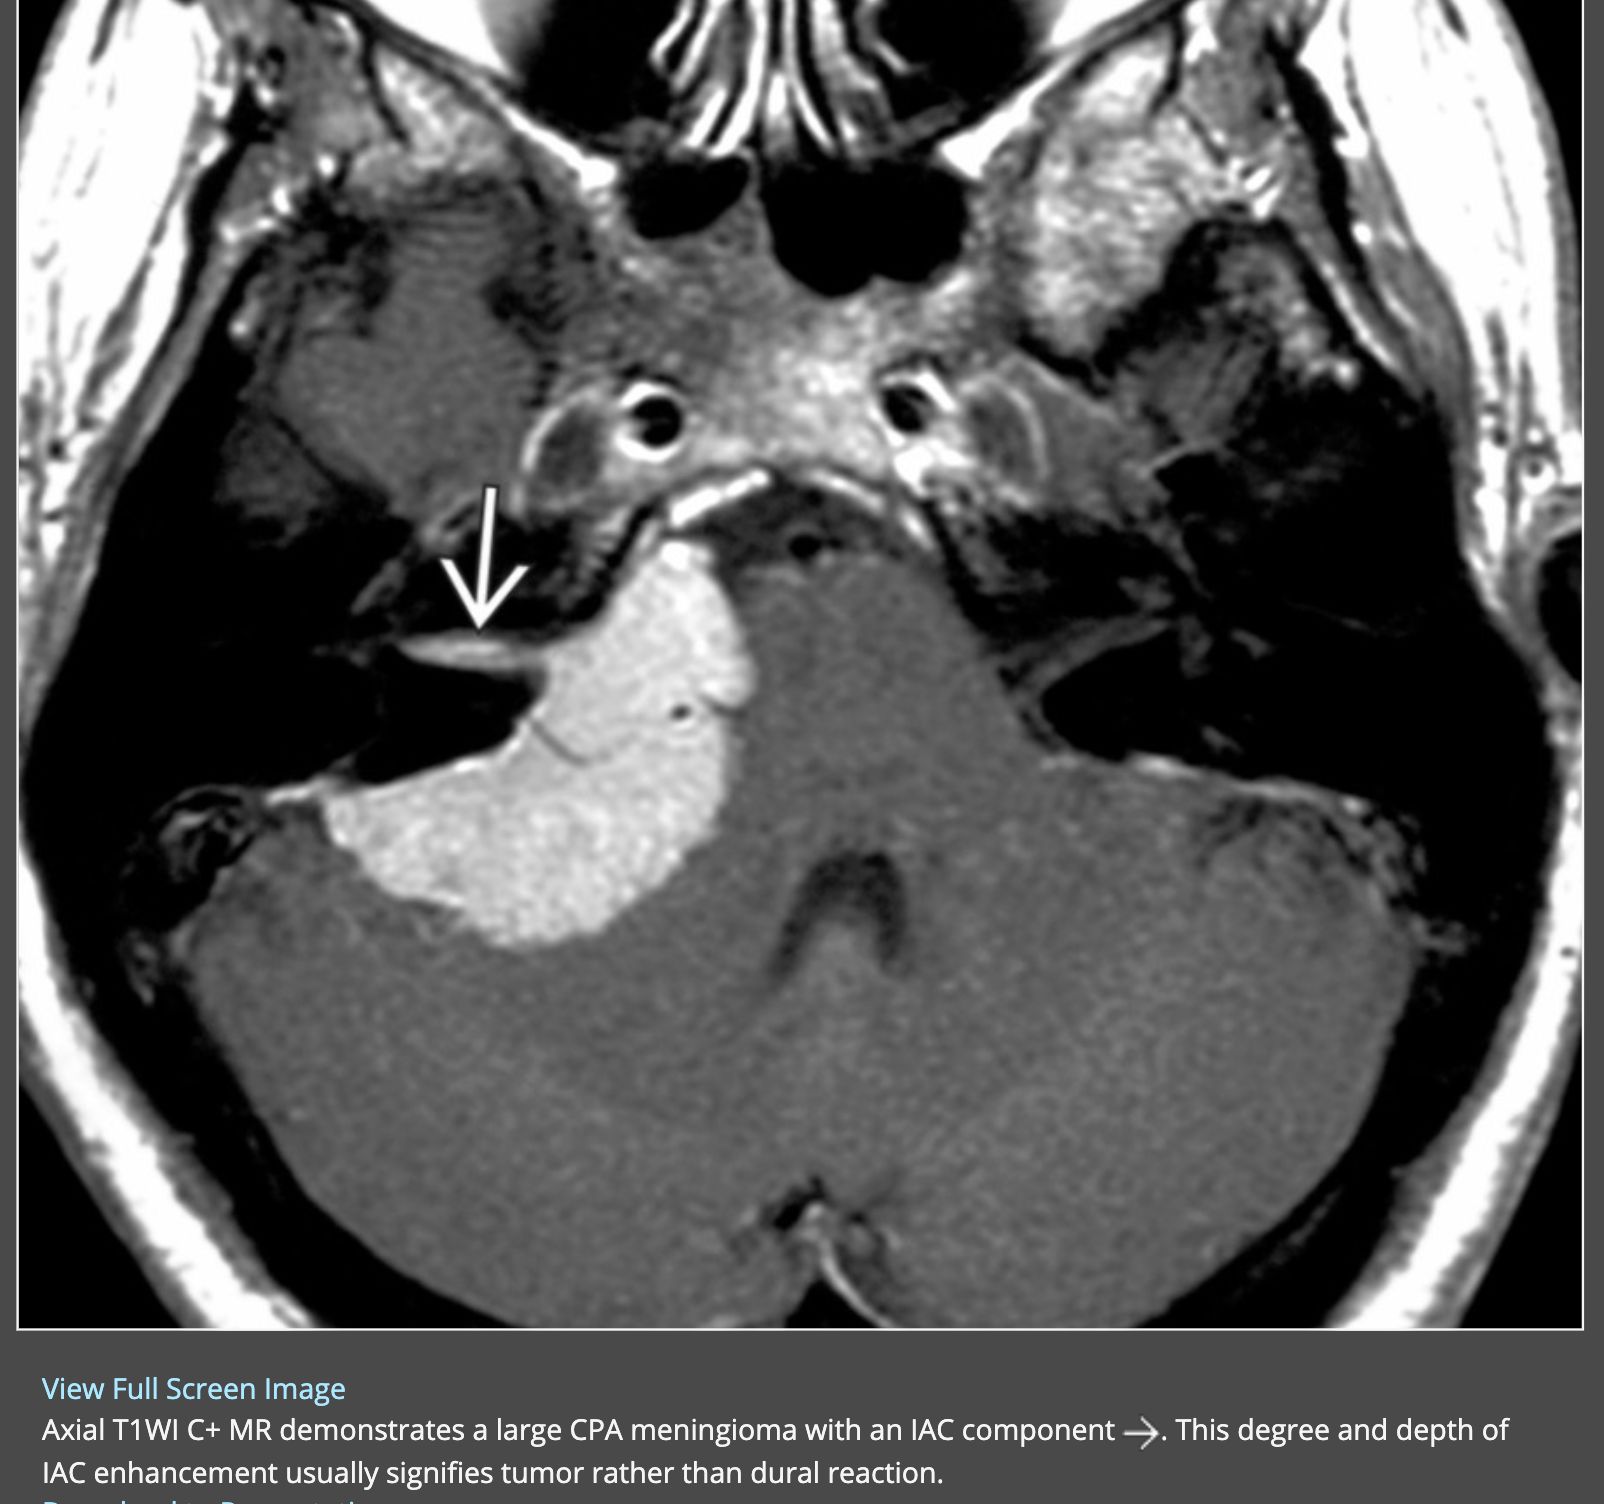 View Full Screen Image
Axial T1WI C+ MR demonstrates a large CPA meningioma with an IAC component →. This degree and depth of
IAC enhancement usually signifies tumor rather than dural reaction.